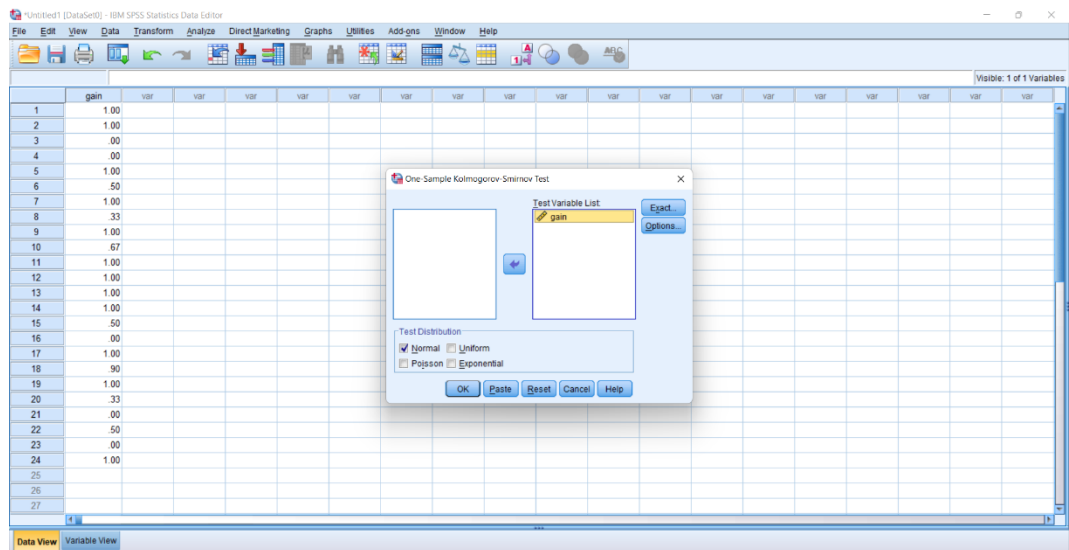 *Untitled1 [DataSet0] - IBM SPSS Statistics Data Editor
File Edit View Data Transform Analyze Direct Marketing Graphs Utilities Add-ons Window Help
Visible: 1 of 1 Variables
gain var var var var var var var var var var var var var var var var var var
1 1.00
2 1.00
3 .00
4 .00
5 1.00
6 .50
7 1.00
8 .33
9 1.00
10 .67
11 1.00
12 1.00
13 1.00
14 1.00
15 .50
16 .00
17 1.00
18 .90
19 1.00
20 .33
21 .00
22 .50
23 .00
24 1.00
25
26
27
One-Sample Kolmogorov-Smirnov Test
Test Variable List:
gain
Exact...
Options...
Test Distribution
Normal Uniform
Poisson Exponential
OK Paste Reset Cancel Help
Data View Variable View